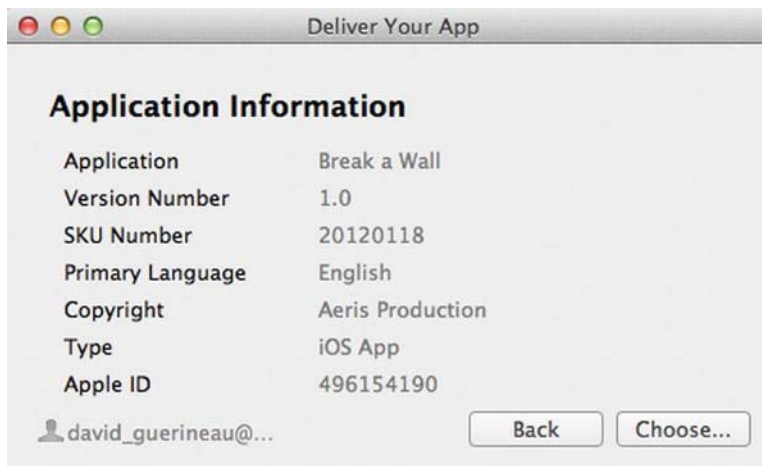 Deliver Your App
Application Information
Application Break a Wall
Version Number 1.0
SKU Number 20120118
Primary Language English
Copyright Aeris Production
Type iOS App
Apple ID 496154190
david_guerineau@...
Back Choose...